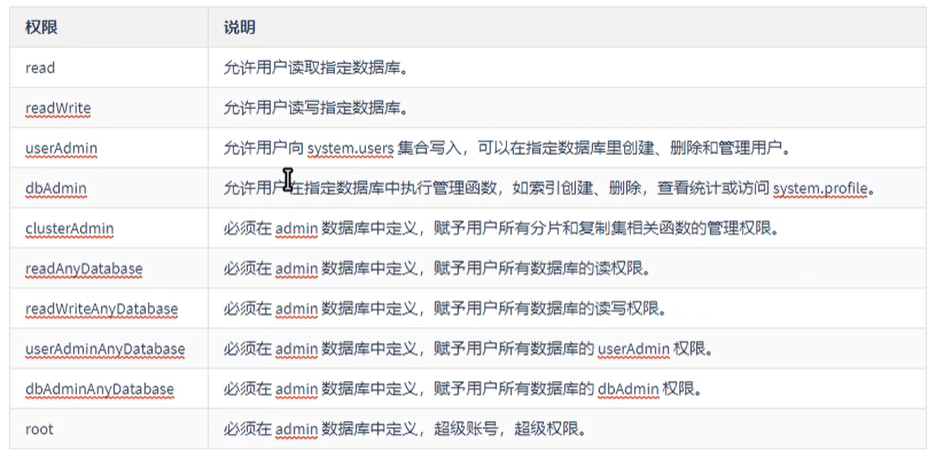 权限 说明
read 允许用户读取指定数据库。
readWrite 允许用户读写指定数据库。
userAdmin 允许用户向 system.users 集合写入，可以在指定数据库里创建、删除和管理用户。
dbAdmin 允许用户在指定数据库中执行管理函数，如索引创建、删除，查看统计或访问 system.profile。
clusterAdmin 必须在 admin 数据库中定义，赋予用户所有分片和复制集相关函数的管理权限。
readAnyDatabase 必须在 admin 数据库中定义，赋予用户所有数据库的读权限。
readWriteAnyDatabase 必须在 admin 数据库中定义，赋予用户所有数据库的读写权限。
userAdminAnyDatabase 必须在 admin 数据库中定义，赋予用户所有数据库的 userAdmin 权限。
dbAdminAnyDatabase 必须在 admin 数据库中定义，赋予用户所有数据库的 dbAdmin 权限。
root 必须在 admin 数据库中定义，超级账号，超级权限。